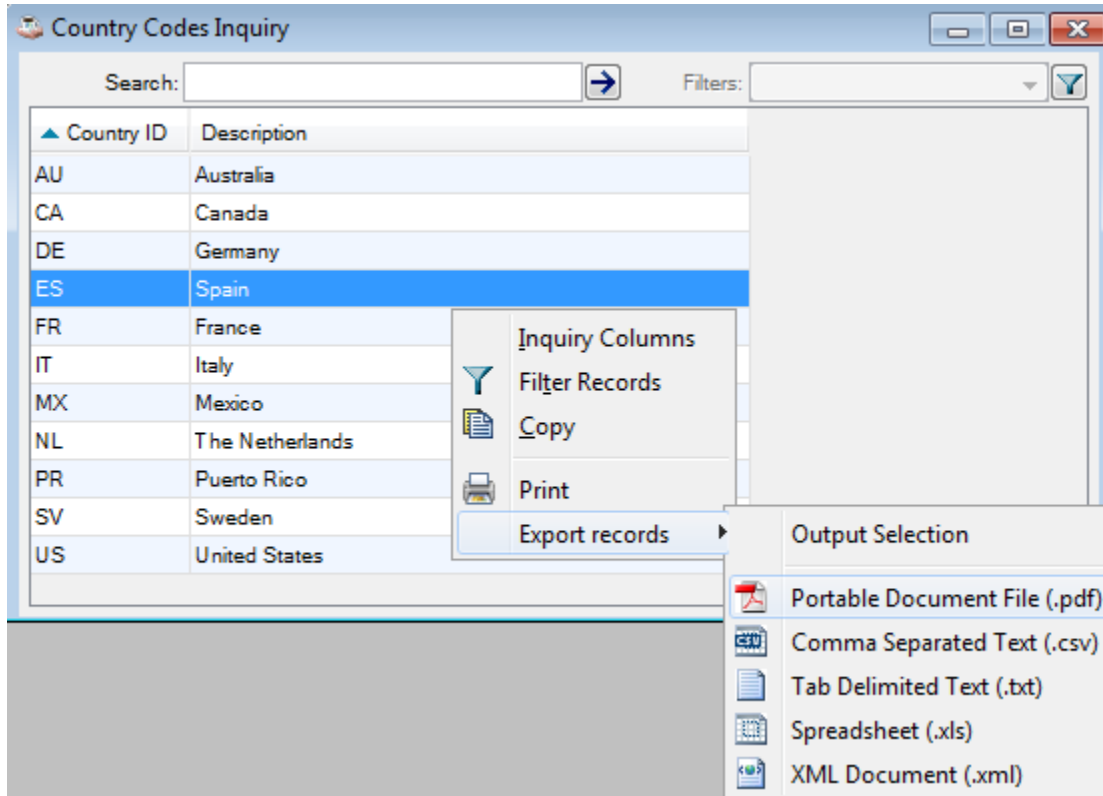 Country Codes Inquiry
Search:
Filters:
Country ID Description
AU Australia
CA Canada
DE Germany
ES Spain
FR France
IT Italy
MX Mexico
NL The Netherlands
PR Puerto Rico
SV Sweden
US United States
Inquiry Columns
Filter Records
Copy
Print
Export records
Output Selection
Portable Document File (.pdf)
Comma Separated Text (.csv)
Tab Delimited Text (.txt)
Spreadsheet (.xls)
XML Document (.xml)